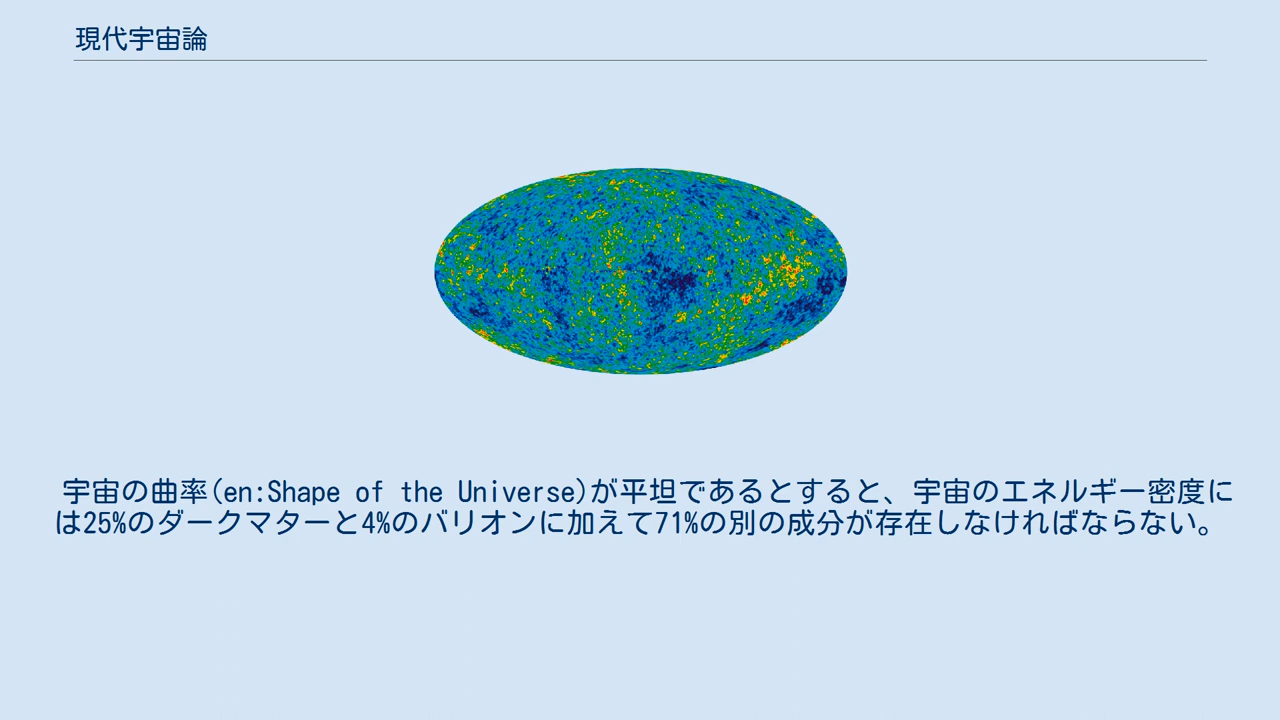 現代宇宙論
宇宙の曲率(en:Shape of the Universe)が平坦であるとすると、宇宙のエネルギー密度に
は25%のダークマターと4%のバリオンに加えて71%の別の成分が存在しなければならない。